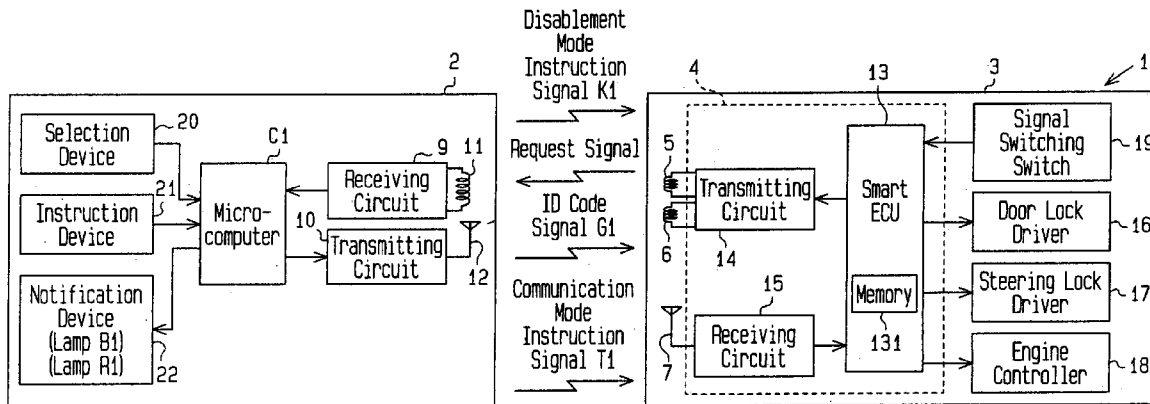 Disablement
Mode
Instruction
Signal K1
Request Signal
ID Code
Signal G1
Communication
Mode
Instruction
Signal T1
2
Selection
Device
20
Instruction
Device
21
Notification
Device
(Lamp B1)
(Lamp R1)
22
C1
Micro-
computer
9
Receiving
Circuit
11
10
Transmitting
Circuit
12
1
3
4
5
6
Transmitting
Circuit
14
7
15
Receiving
Circuit
13
Smart
ECU
Memory
131
Signal
Switching
Switch
19
Door Lock
Driver
16
Steering Lock
Driver
17
Engine
Controller
18